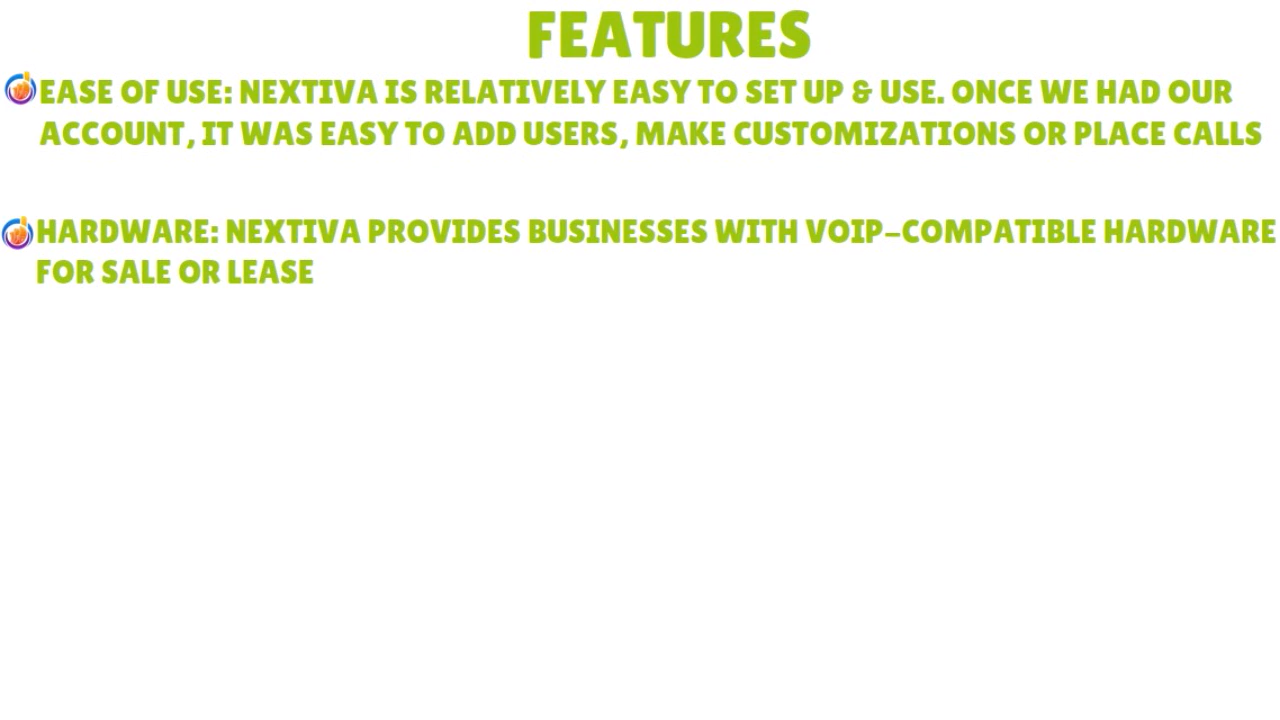 FEATURES
EASE OF USE: NEXTIVA IS RELATIVELY EASY TO SET UP & USE. ONCE WE HAD OUR
ACCOUNT, IT WAS EASY TO ADD USERS, MAKE CUSTOMIZATIONS OR PLACE CALLS
HARDWARE: NEXTIVA PROVIDES BUSINESSES WITH VOIP-COMPATIBLE HARDWARE
FOR SALE OR LEASE